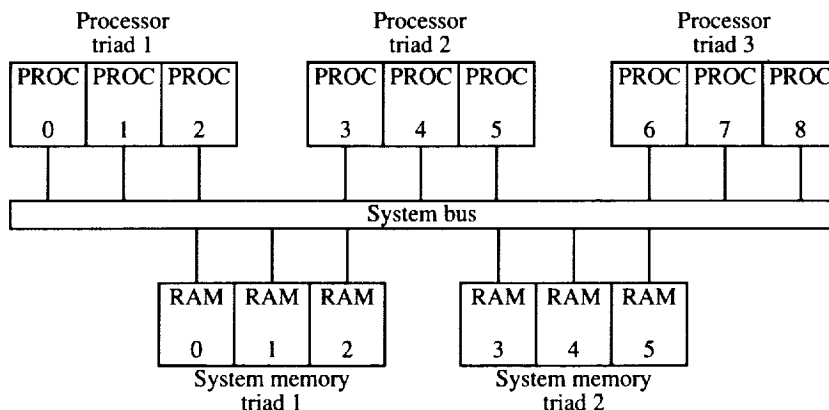 Processor
triad 1
Processor
triad 2
Processor
triad 3
PROC PROC PROC
0 1 2
PROC PROC PROC
3 4 5
PROC PROC PROC
6 7 8
System bus
RAM RAM RAM
0 1 2
RAM RAM RAM
3 4 5
System memory
triad 1
System memory
triad 2